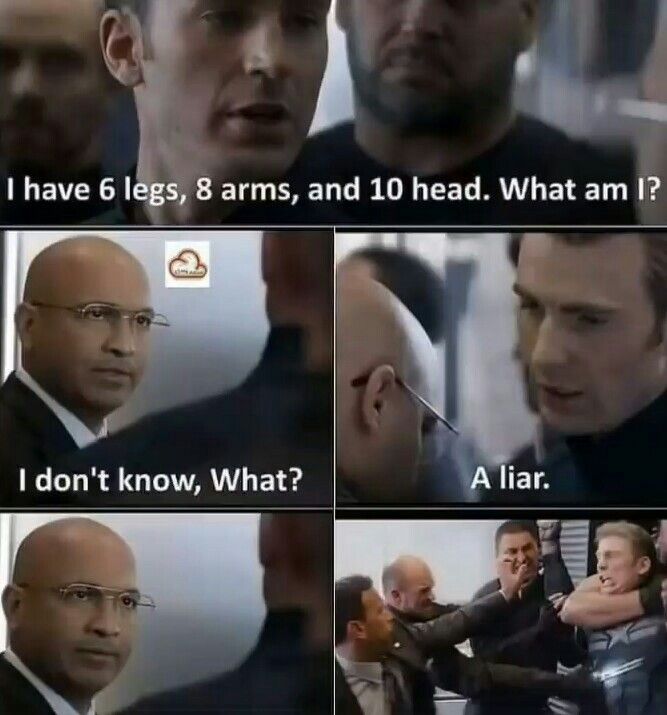 I have 6 legs, 8 arms, and 10 head. What am I?
I don't know, What?
A liar.